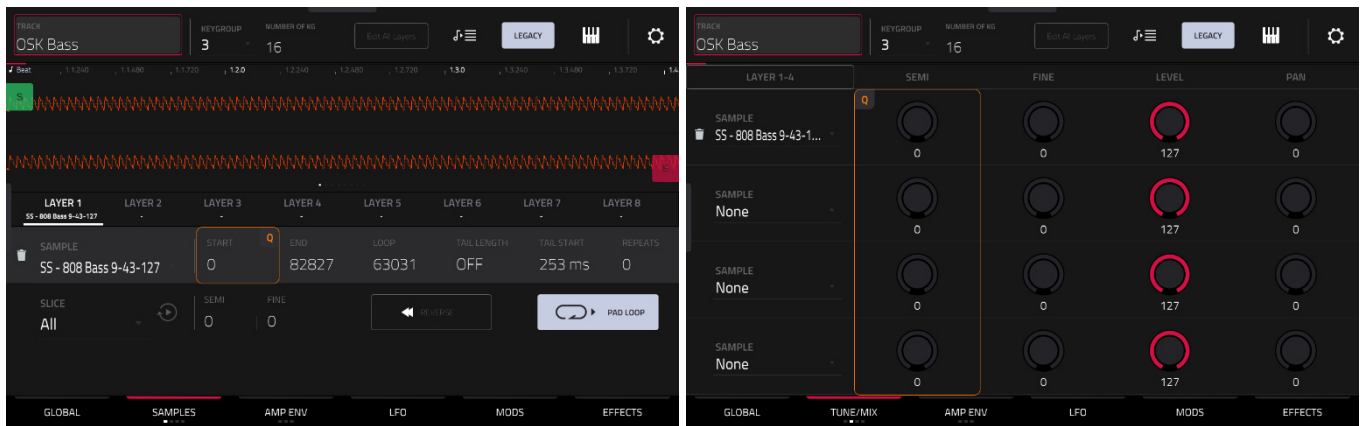 TRACK
OSK Bass
KEYGROUP
3
NUMBER OF KG
16
Edit All Layers
LEGACY
Beat 1.1.240 1.1.480 1.1.720 1.2.0 1.2.240 1.2.480 1.2.720 1.3.0 1.3.240 1.3.480 1.3.720 1.4
S
E
LAYER 1 LAYER 2 LAYER 3 LAYER 4 LAYER 5 LAYER 6 LAYER 7 LAYER 8
SS - 808 Bass 9-43-127 - - - - - - -
SAMPLE START Q END LOOP TAIL LENGTH TAIL START REPEATS
SS - 808 Bass 9-43-127 0 82827 63031 OFF 253 ms 0
SLICE SEMI FINE
All 0 0
REVERSE
PAD LOOP
GLOBAL SAMPLES AMP ENV LFO MODS EFFECTS
TRACK
OSK Bass
KEYGROUP
3
NUMBER OF KG
16
Edit All Layers
LEGACY
LAYER 1-4 SEMI FINE LEVEL PAN
Q
SAMPLE
SS - 808 Bass 9-43-1...
0 0 127 0
SAMPLE
None
0 0 127 0
SAMPLE
None
0 0 127 0
SAMPLE
None
0 0 127 0
GLOBAL TUNE/MIX AMP ENV LFO MODS EFFECTS